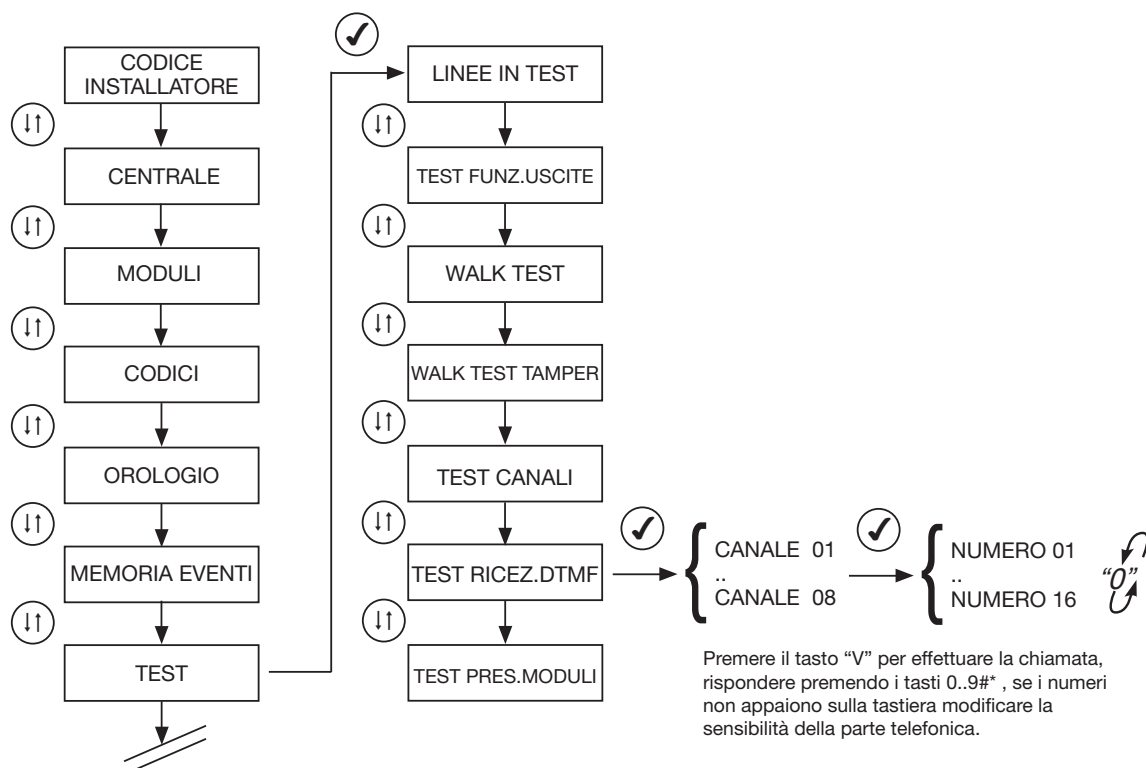 CODICE
INSTALLATORE
CENTRALE
MODULI
CODICI
OROLOGIO
MEMORIA EVENTI
TEST
LINEE IN TEST
TEST FUNZ.USCITE
WALK TEST
WALK TEST TAMPER
TEST CANALI
TEST RICEZ.DTMF
TEST PRES.MODULI
CANALE 01
..
CANALE 08
NUMERO 01
..
NUMERO 16
“0”
Premere il tasto “V” per effettuare la chiamata,
rispondere premendo i tasti 0..9#* , se i numeri
non appaiono sulla tastiera modificare la
sensibilità della parte telefonica.